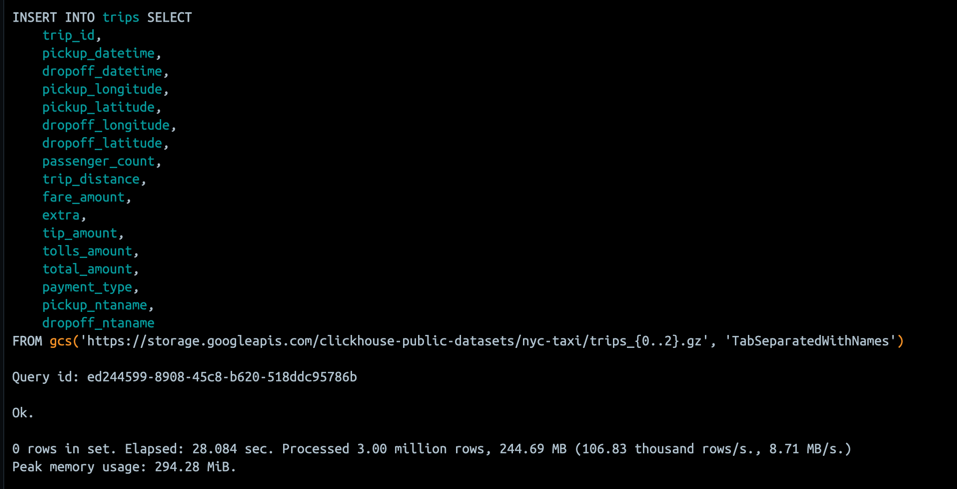 INSERT INTO trips SELECT
    trip_id,
    pickup_datetime,
    dropoff_datetime,
    pickup_longitude,
    pickup_latitude,
    dropoff_longitude,
    dropoff_latitude,
    passenger_count,
    trip_distance,
    fare_amount,
    extra,
    tip_amount,
    tolls_amount,
    total_amount,
    payment_type,
    pickup_ntaname,
    dropoff_ntaname
FROM gcs('https://storage.googleapis.com/clickhouse-public-datasets/nyc-taxi/trips_{0..2}.gz', 'TabSeparatedWithNames')
Query id: ed244599-8908-45c8-b620-518ddc95786b
Ok.
0 rows in set. Elapsed: 28.084 sec. Processed 3.00 million rows, 244.69 MB (106.83 thousand rows/s., 8.71 MB/s.)
Peak memory usage: 294.28 MiB.